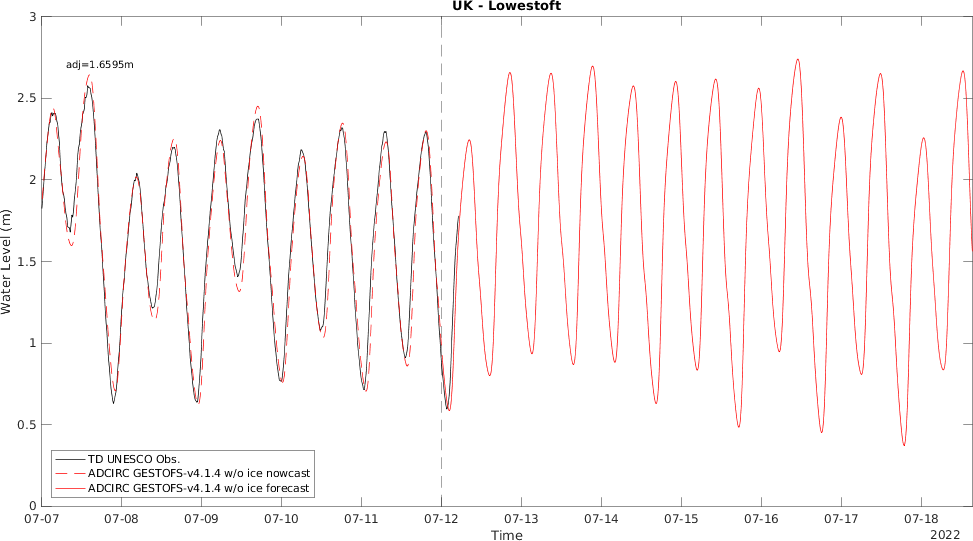 UK - Lowestoft
adj=1.6595m
Water Level (m)
3
2.5
2
1.5
1
0.5
0
TD UNESCO Obs.
ADCIRC GESTOFS-v4.1.4 w/o ice nowcast
ADCIRC GESTOFS-v4.1.4 w/o ice forecast
07-07 07-08 07-09 07-10 07-11 07-12 07-13 07-14 07-15 07-16 07-17 07-18
Time
2022